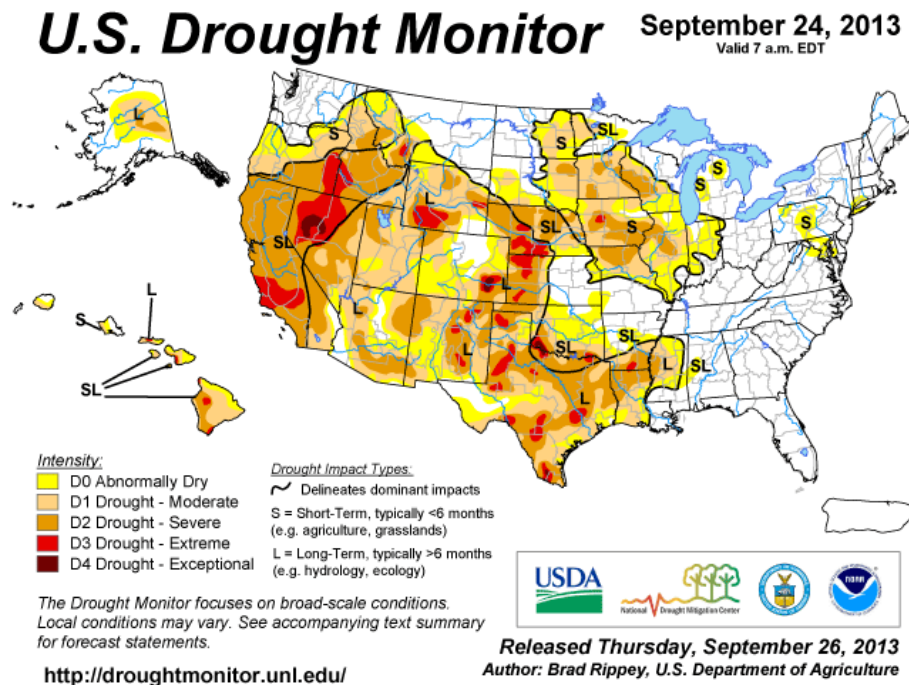 U.S. Drought Monitor
September 24, 2013
Valid 7 a.m. EDT
L
S
SL
S
SL
S
S
L
SL
S
S
SL
L
L
L
SL
SL
L
SL
L
L
S
SL
Intensity:
D0 Abnormally Dry
D1 Drought - Moderate
D2 Drought - Severe
D3 Drought - Extreme
D4 Drought - Exceptional
Drought Impact Types:
Delineates dominant impacts
S = Short-Term, typically <6 months
(e.g. agriculture, grasslands)
L = Long-Term, typically >6 months
(e.g. hydrology, ecology)
The Drought Monitor focuses on broad-scale conditions.
Local conditions may vary. See accompanying text summary
for forecast statements.
http://droughtmonitor.unl.edu/
USDA
National Drought Mitigation Center
NOAA
Released Thursday, September 26, 2013
Author: Brad Rippey, U.S. Department of Agriculture